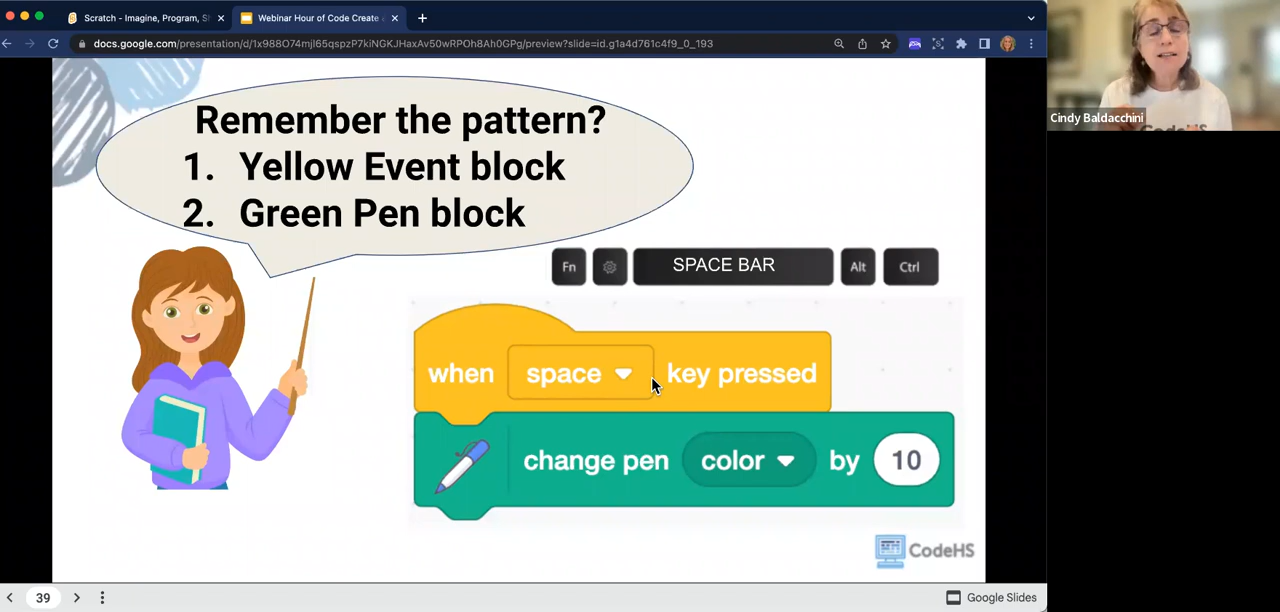 Scratch - Imagine, Program, S
Webinar Hour of Code Create
docs.google.com/presentation/d/1x988O74mjl65qspzP7kiNGKJHaxAv50wRPOh8Ah0GPg/preview?slide=id.g1a4d761c4f9_0_193
Remember the pattern?
1. Yellow Event block
2. Green Pen block
Cindy Baldacchini
CodeHS
Fn
SPACE BAR
Alt
Ctrl
when space key pressed
change pen color by 10
CodeHS
39
Google Slides